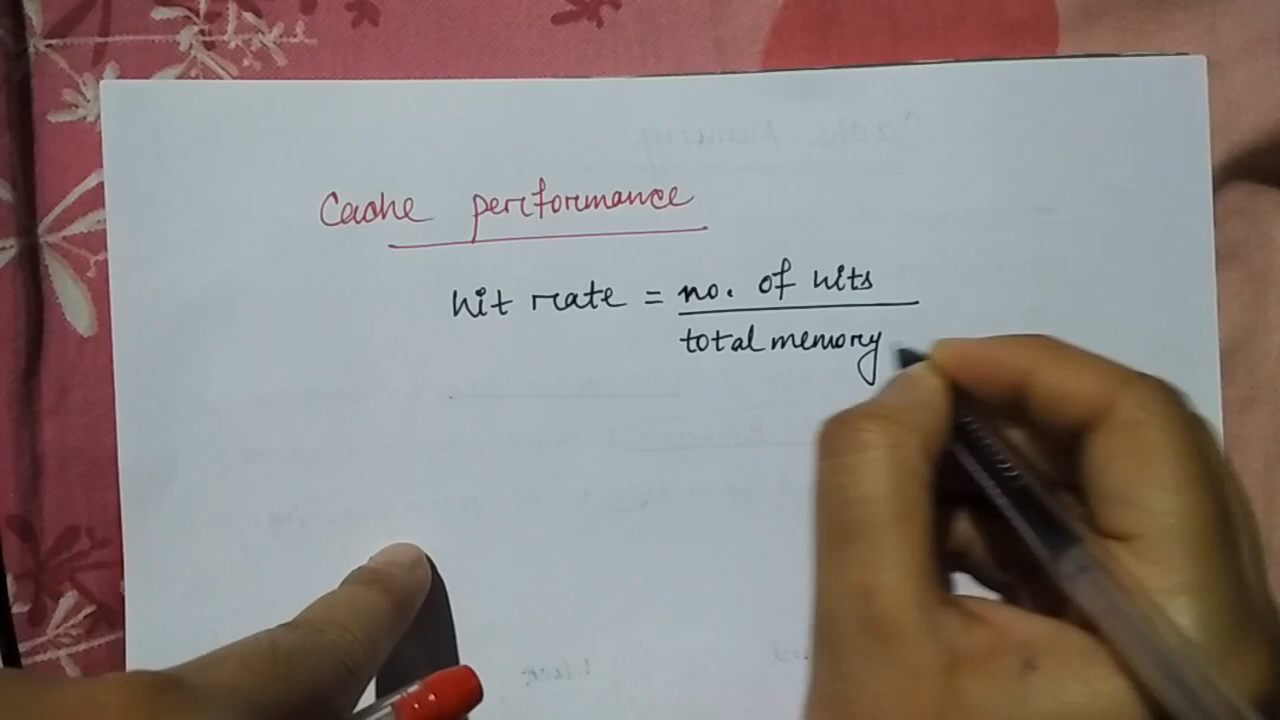 Cache performance
hit rate = no. of hits
total memory